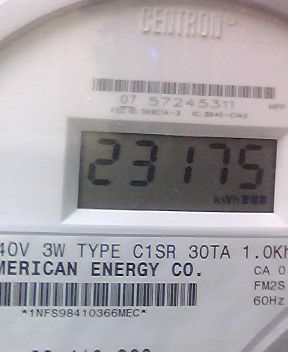 CENTRON
07 57245311
23175
kWh
40V 3W TYPE C1SR 30TA 1.0Kh
MERICAN ENERGY CO.
CA 0
FM2S
60Hz
*1NFS98410366MEC*